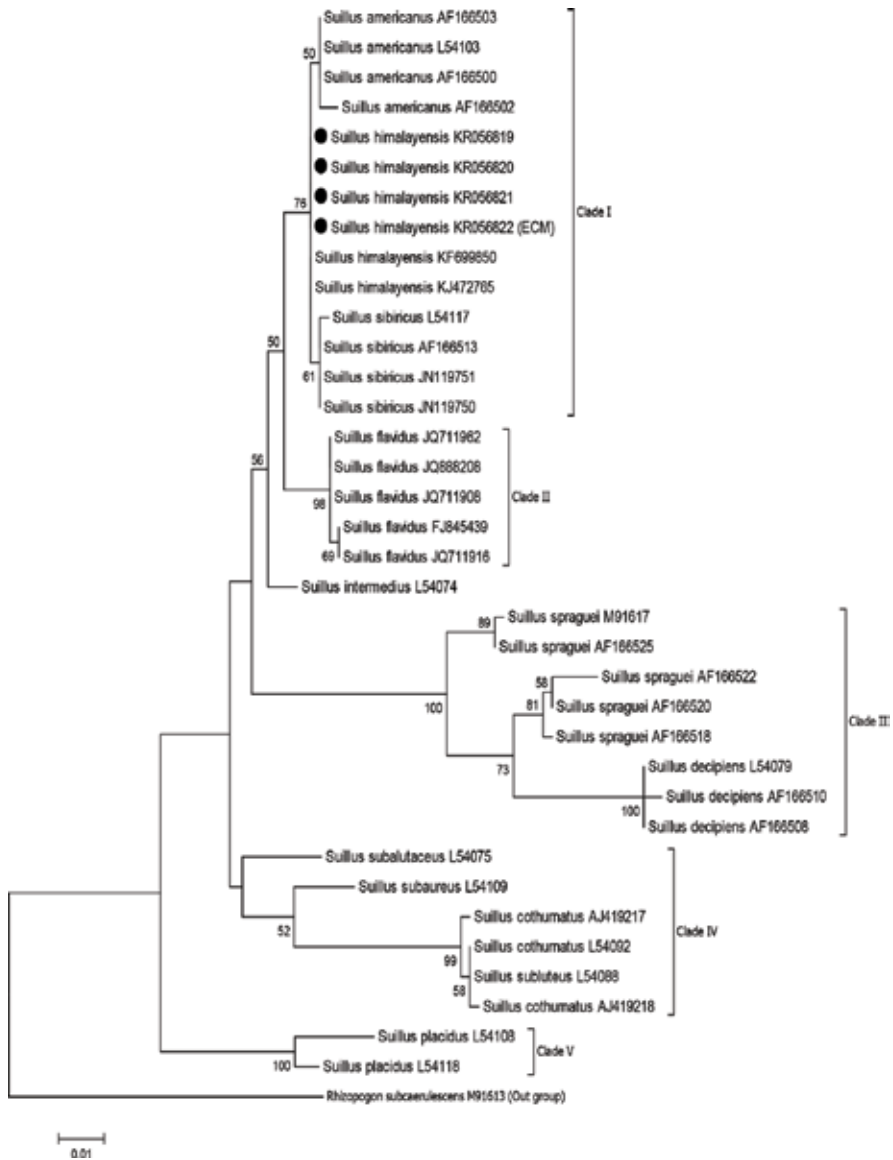 Suillus americanus AF166503
50
Suillus americanus L54103
Suillus americanus AF166500
Suillus americanus AF166502
Suillus himalayensis KR056819
Suillus himalayensis KR056820
Suillus himalayensis KR056821
76
Clade I
Suillus himalayensis KR056822 (ECM)
Suillus himalayensis KF699850
Suillus himalayensis KJ472765
Suillus sibiricus L54117
50
Suillus sibiricus AF166513
61
Suillus sibiricus JN119751
Suillus sibiricus JN119750
Suillus flavidus JQ711962
56
Suillus flavidus JQ888208
98
Suillus flavidus JQ711908
Clade II
Suillus flavidus FJ845439
69
Suillus flavidus JQ711916
Suillus intermedius L54074
Suillus spraguei M91617
89
Suillus spraguei AF166525
Suillus spraguei AF166522
58
100
81
Suillus spraguei AF166520
Clade III
Suillus spraguei AF166518
73
Suillus decipiens L54079
Suillus decipiens AF166510
100
Suillus decipiens AF166508
Suillus subalutaceus L54075
Suillus subaureus L54109
Suillus cothurnatus AJ419217
52
Clade IV
Suillus cothurnatus L54092
99
Suillus subluteus L54088
58
Suillus cothurnatus AJ419218
Suillus placidus L54108
Clade V
100
Suillus placidus L54118
Rhizopogon subcaerulescens M91613 (Out group)
0.01